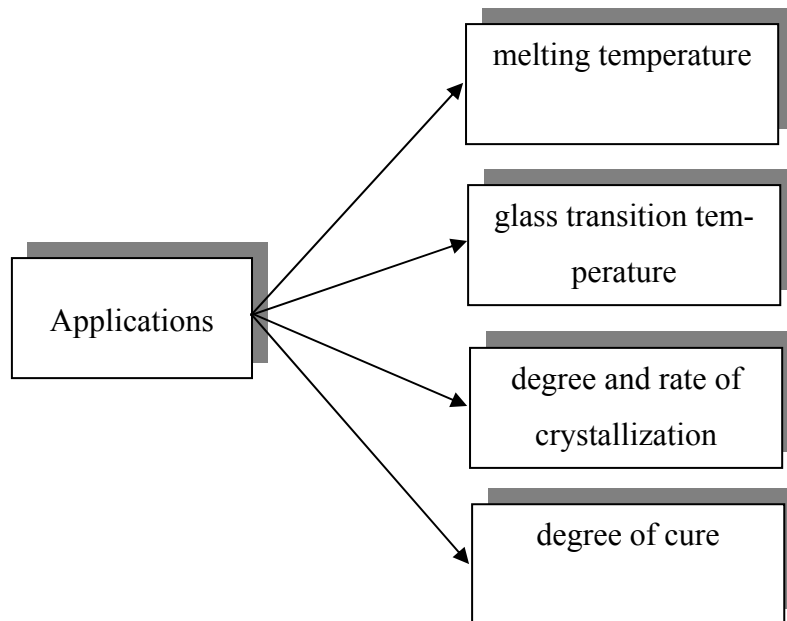 melting temperature
glass transition tem-
perature
Applications
degree and rate of
crystallization
degree of cure